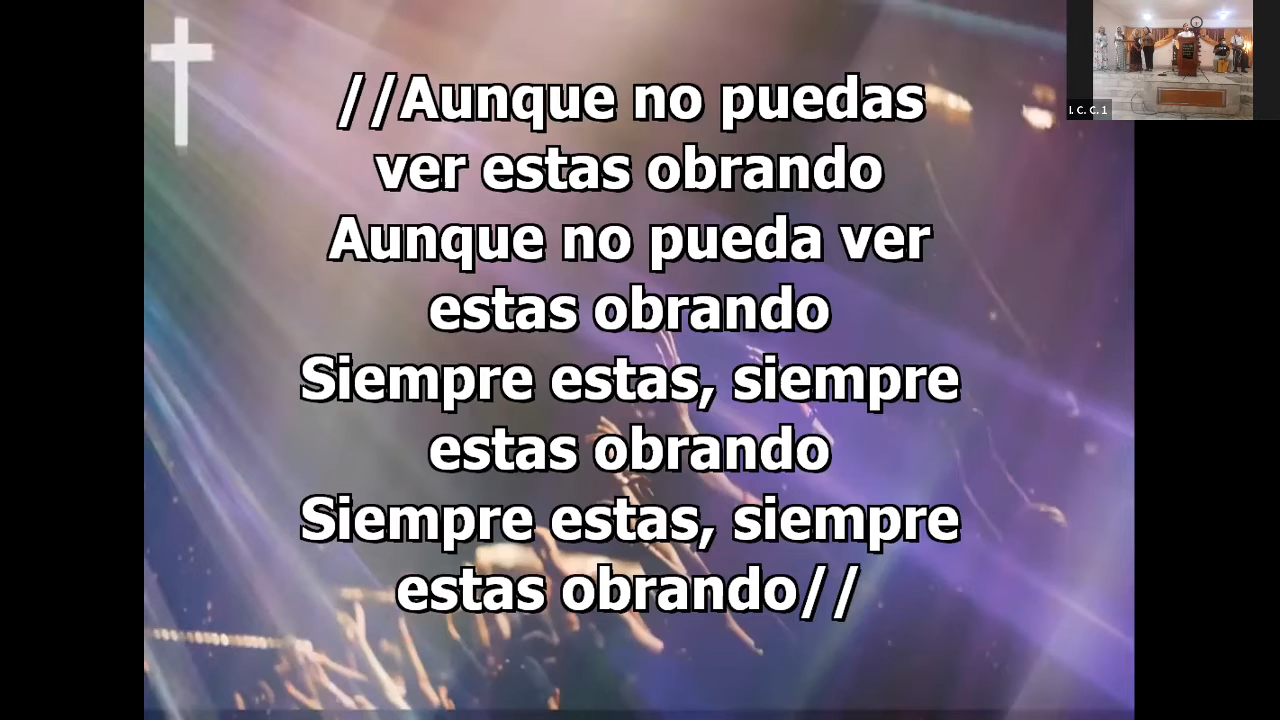 //Aunque no puedas
ver estas obrando
Aunque no pueda ver
estas obrando
Siempre estas, siempre
estas obrando
Siempre estas, siempre
estas obrando//
I. C. C. 1